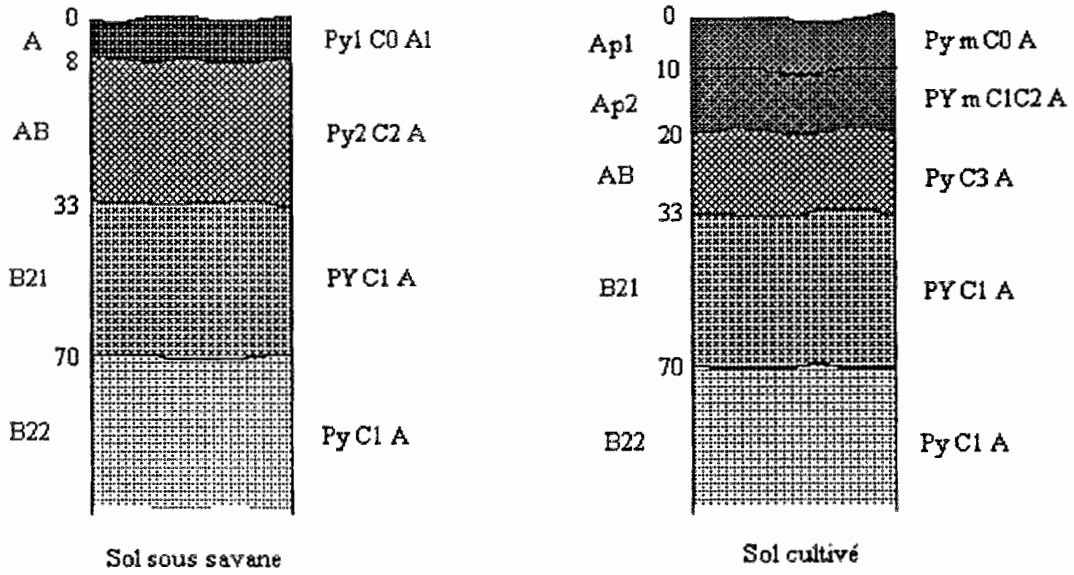 0
A
Py1 C0 A1
8
AB
Py2 C2 A
33
B21
PY C1 A
70
B22
Py C1 A
Sol sous savane
0
Ap1
Py m C0 A
10
Ap2
PY m C1C2 A
20
AB
Py C3 A
33
B21
PY C1 A
70
B22
Py C1 A
Sol cultivé